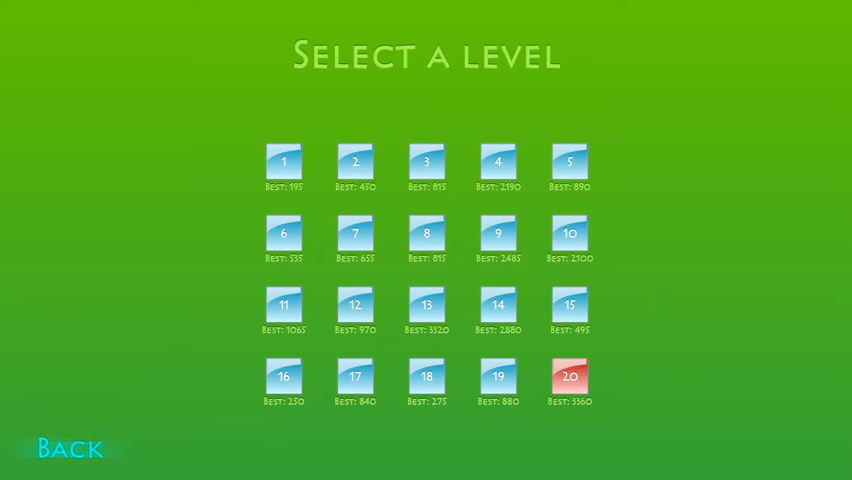 Select a level
1 2 3 4 5
Best: 195 Best: 450 Best: 815 Best: 2190 Best: 890
6 7 8 9 10
Best: 535 Best: 655 Best: 815 Best: 2485 Best: 2100
11 12 13 14 15
Best: 1065 Best: 970 Best: 3320 Best: 2880 Best: 495
16 17 18 19 20
Best: 250 Best: 840 Best: 275 Best: 880 Best: 3360
Back